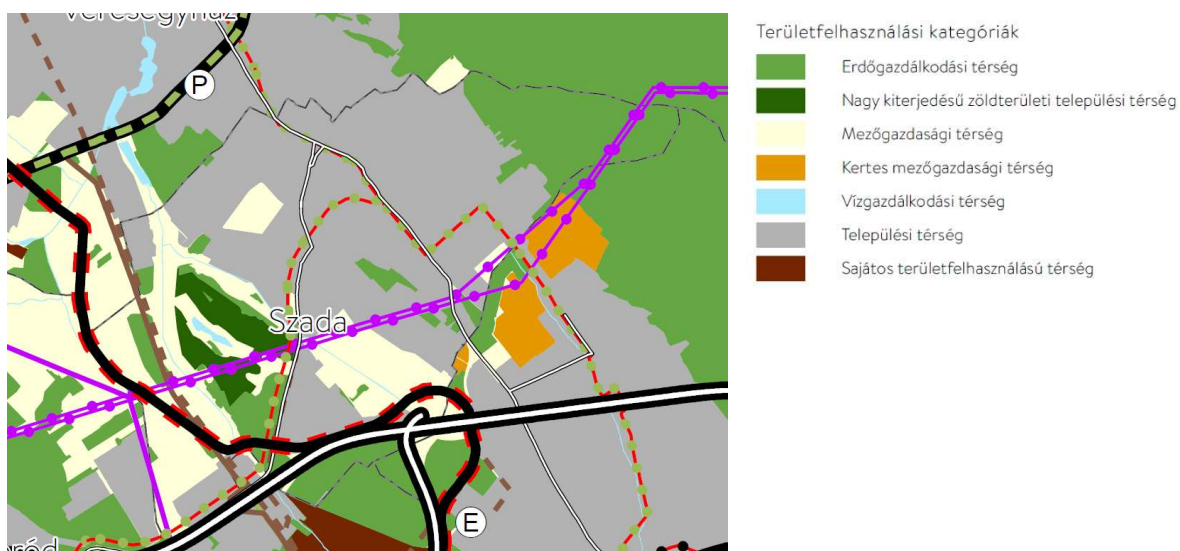 Veresegyház
P
Szada
E
Területfelhasználási kategóriák
Erdőgazdálkodási térség
Nagy kiterjedésű zöldterületi települési térség
Mezőgazdasági térség
Kertes mezőgazdasági térség
Vízgazdálkodási térség
Települési térség
Sajátos területfelhasználású térség